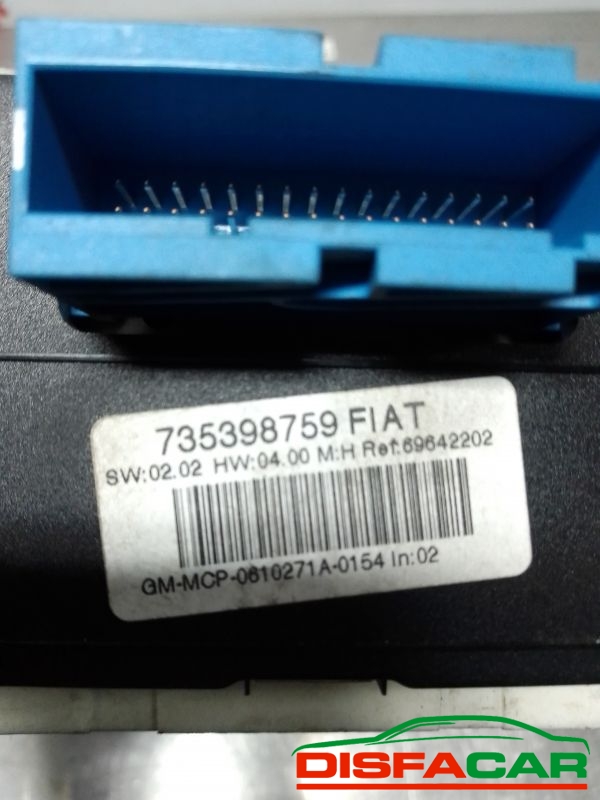 735398759 FIAT
SW:02.02 HW:04.00 M:H Ref:69642202
GM-MCP-0610271A-0154 In:02
DISFACAR